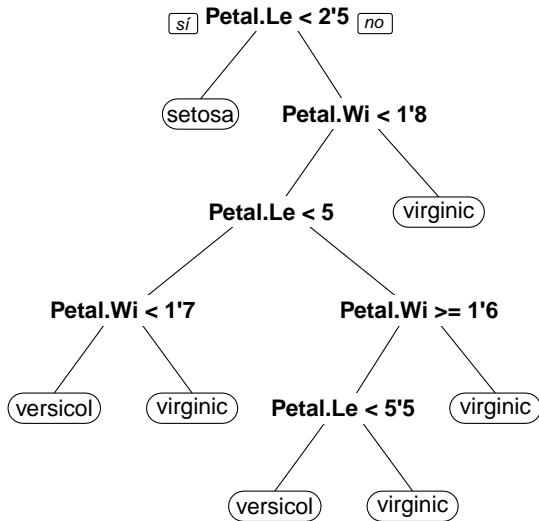 sí Petal.Le < 2'5 no
setosa Petal.Wi < 1'8
Petal.Le < 5 virginic
Petal.Wi < 1'7 Petal.Wi >= 1'6
versicol virginic Petal.Le < 5'5 virginic
versicol virginic